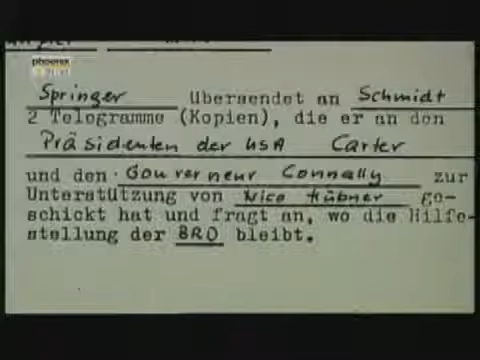 phoenix
Springer übersendet an Schmidt
2 Telegramme (Kopien), die er an den
Präsidenten der USA Carter
und den Gouverneur Connally zur
Unterstützung von Nico Hübner ge-
schickt hat und fragt an, wo die Hilfe-
stellung der BRD bleibt.